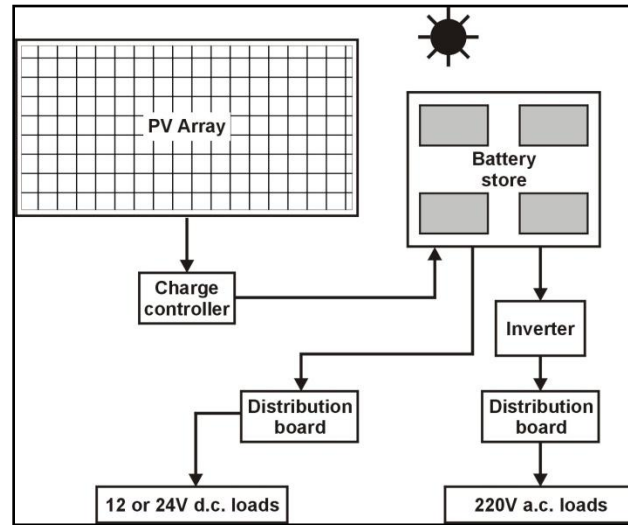 PV Array
Battery
store
Charge
controller
Inverter
Distribution
board
Distribution
board
12 or 24V d.c. loads
220V a.c. loads